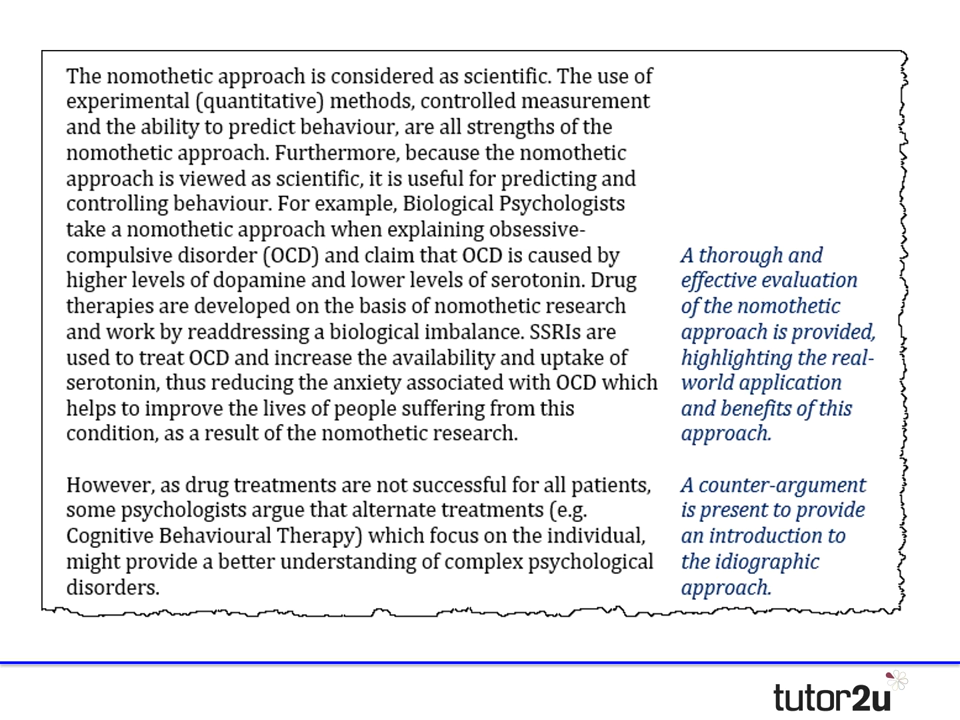 The nomothetic approach is considered as scientific. The use of
experimental (quantitative) methods, controlled measurement
and the ability to predict behaviour, are all strengths of the
nomothetic approach. Furthermore, because the nomothetic
approach is viewed as scientific, it is useful for predicting and
controlling behaviour. For example, Biological Psychologists
take a nomothetic approach when explaining obsessive-
compulsive disorder (OCD) and claim that OCD is caused by
higher levels of dopamine and lower levels of serotonin. Drug
therapies are developed on the basis of nomothetic research
and work by readdressing a biological imbalance. SSRIs are
used to treat OCD and increase the availability and uptake of
serotonin, thus reducing the anxiety associated with OCD which
helps to improve the lives of people suffering from this
condition, as a result of the nomothetic research.
A thorough and
effective evaluation
of the nomothetic
approach is provided,
highlighting the real-
world application
and benefits of this
approach.
However, as drug treatments are not successful for all patients,
some psychologists argue that alternate treatments (e.g.
Cognitive Behavioural Therapy) which focus on the individual,
might provide a better understanding of complex psychological
disorders.
A counter-argument
is present to provide
an introduction to
the idiographic
approach.
tutor2u